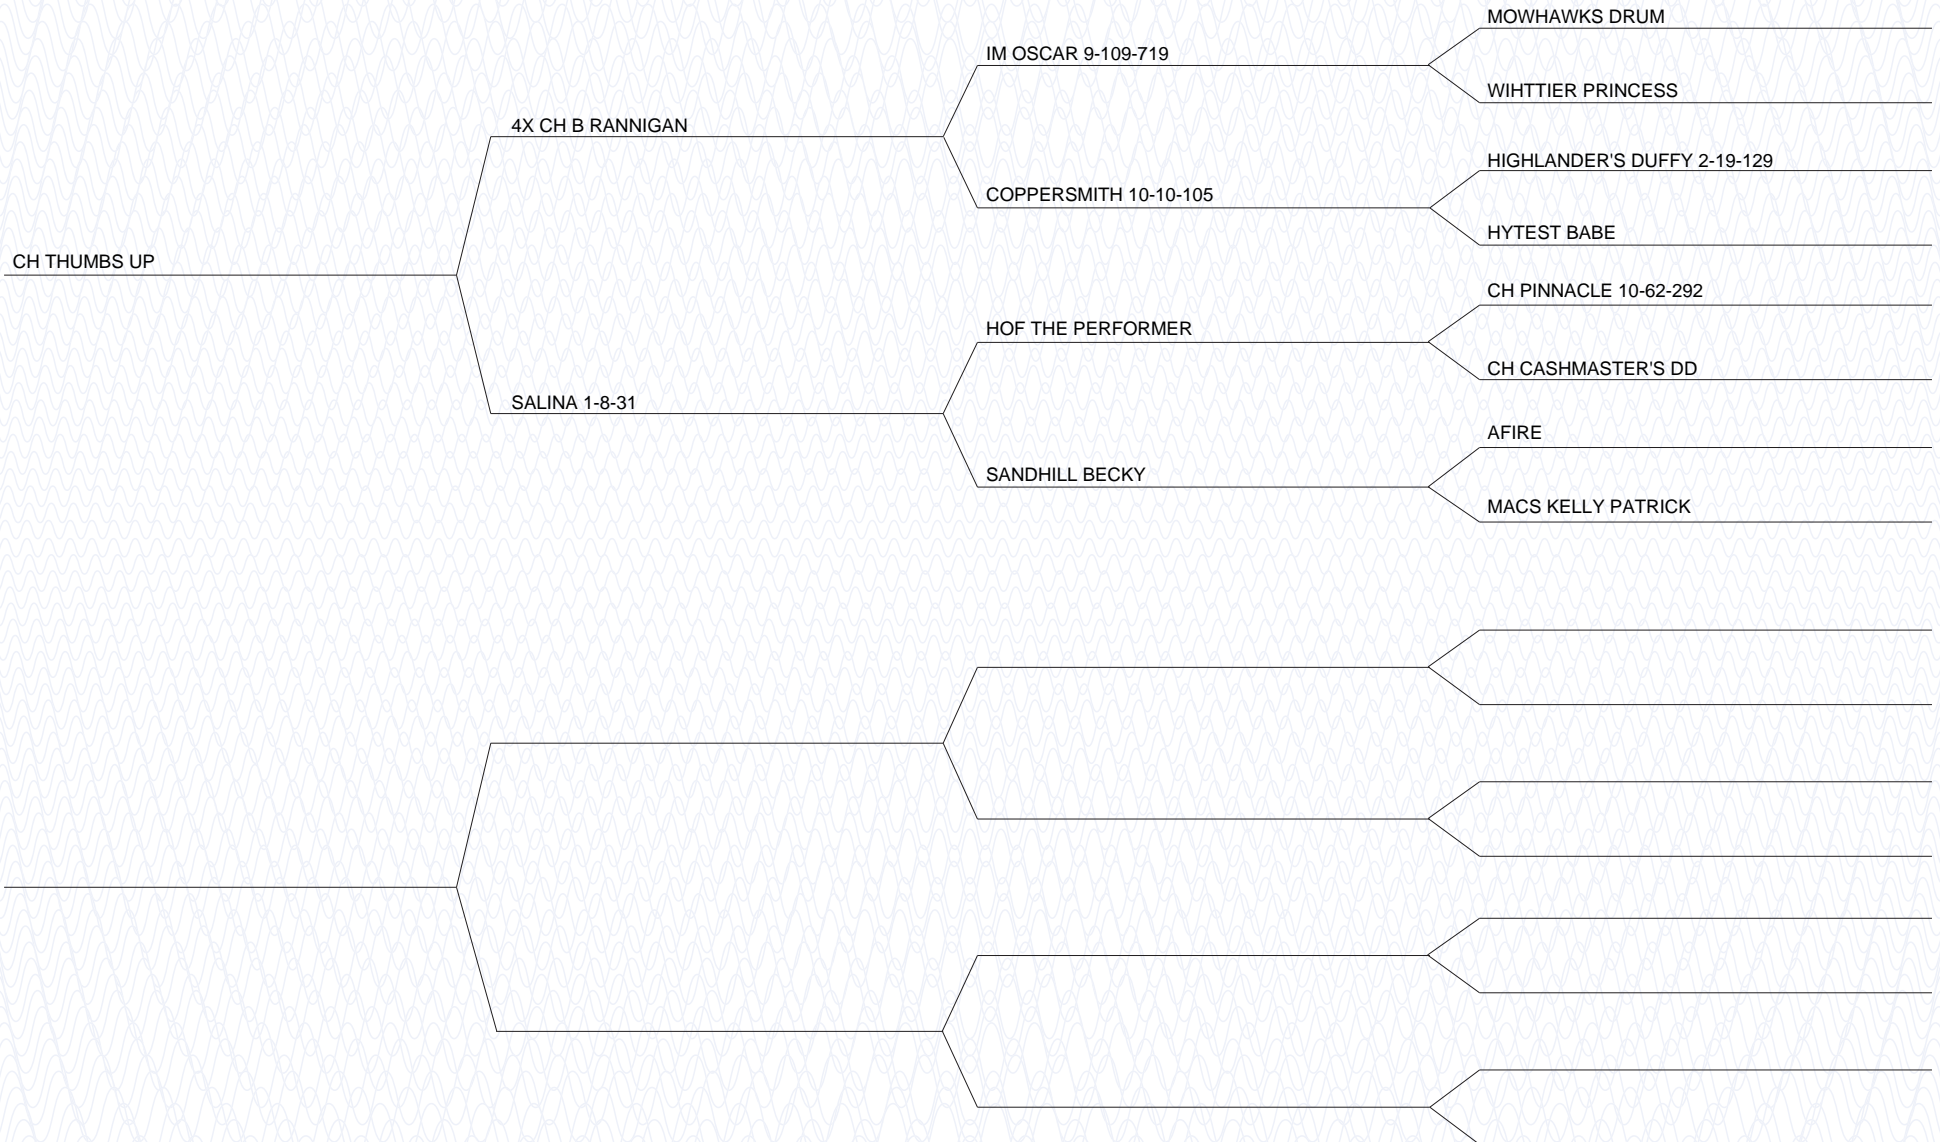 MOWHAWKS DRUM
IM OSCAR 9-109-719
WIHTTIER PRINCESS
4X CH B RANNIGAN
HIGHLANDER'S DUFFY 2-19-129
COPPERSMITH 10-10-105
HYTEST BABE
CH THUMBS UP
CH PINNACLE 10-62-292
HOF THE PERFORMER
CH CASHMASTER'S DD
SALINA 1-8-31
AFIRE
SANDHILL BECKY
MACS KELLY PATRICK